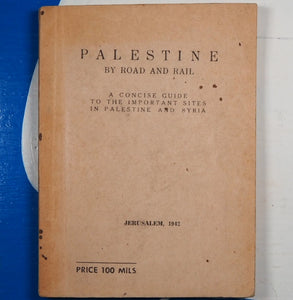 PALESTINE
BY ROAD AND RAIL
A CONCISE GUIDE
TO THE IMPORTANT SITES
IN PALESTINE AND SYRIA
JERUSALEM, 1942
PRICE 100 MILS